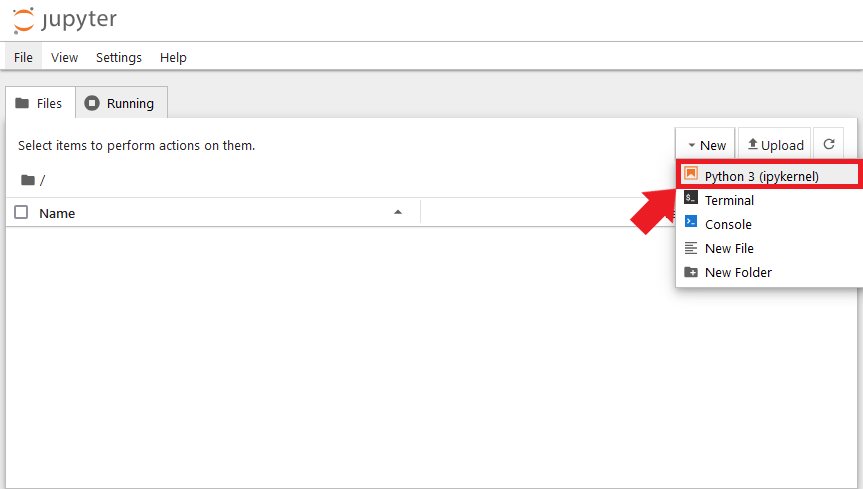 jupyter
File View Settings Help
Files Running
Select items to perform actions on them.
New Upload
/
Name
Python 3 (ipykernel)
Terminal
Console
New File
New Folder